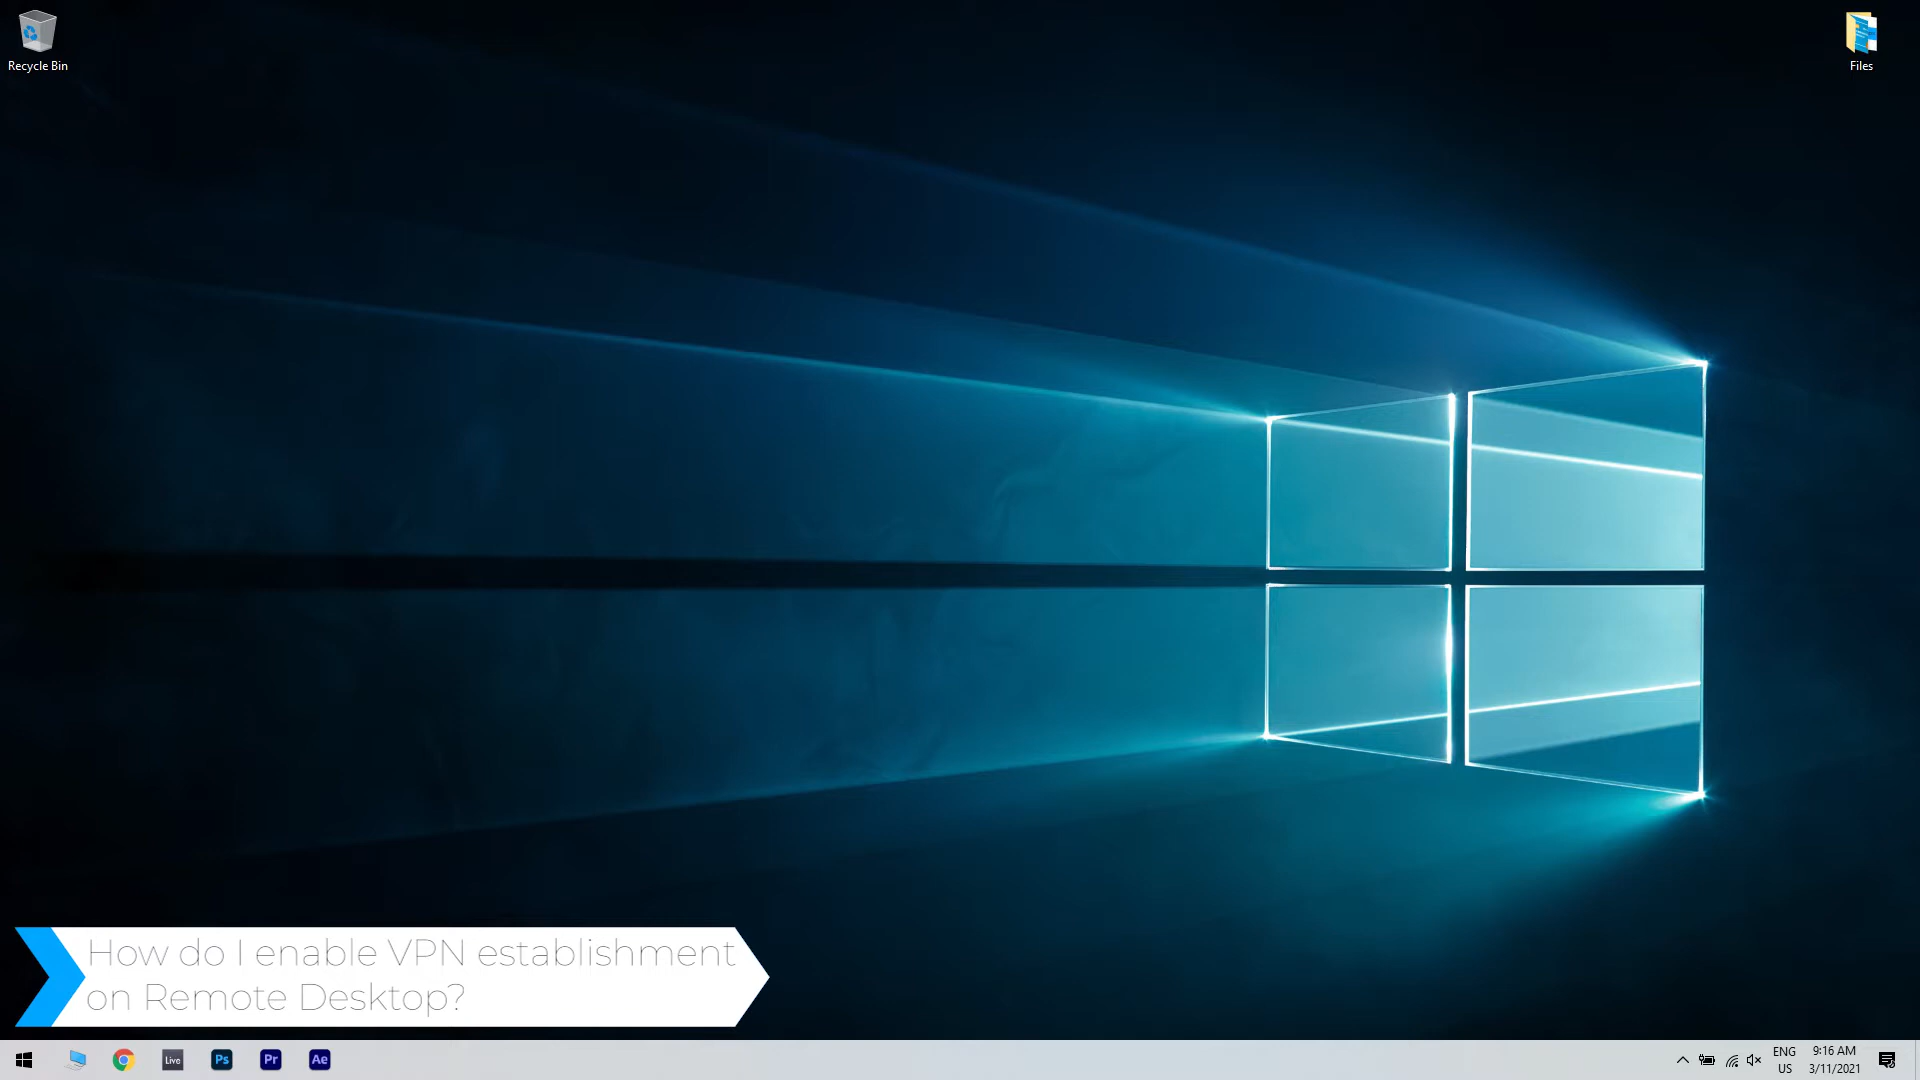 Recycle Bin
Files
How do I enable VPN establishment
on Remote Desktop?
Live
Ps
Pr
Ae
ENG
US
9:16 AM
3/11/2021